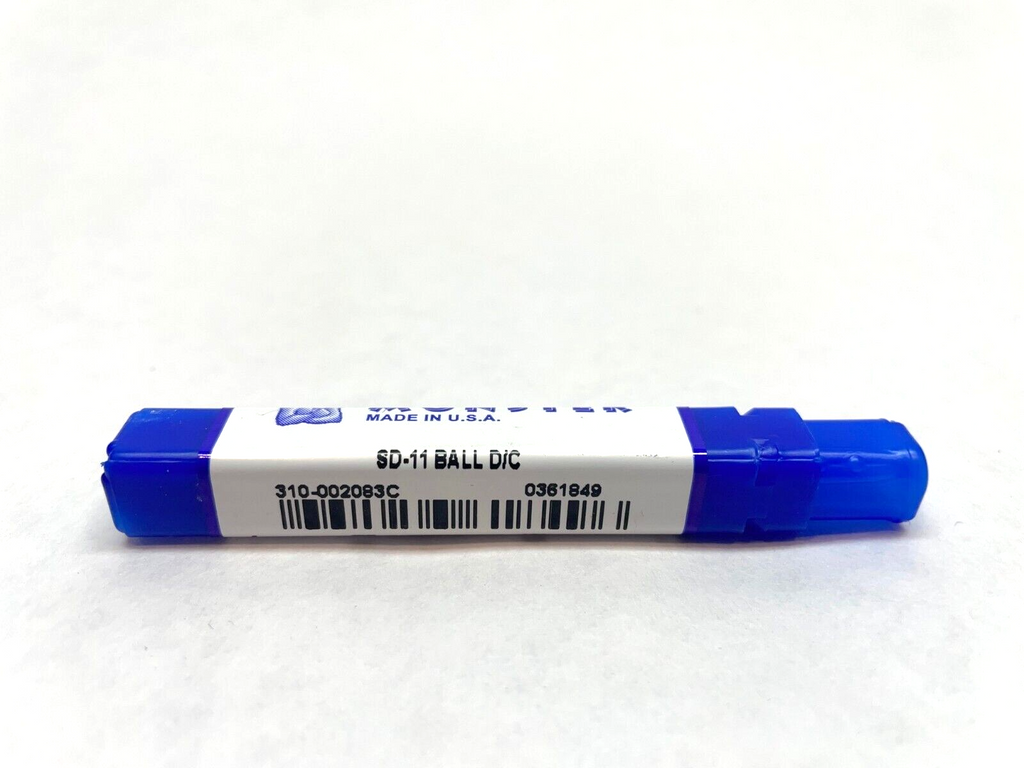 MADE IN U.S.A.
SD-11 BALL D/C
310-002083C 0361849